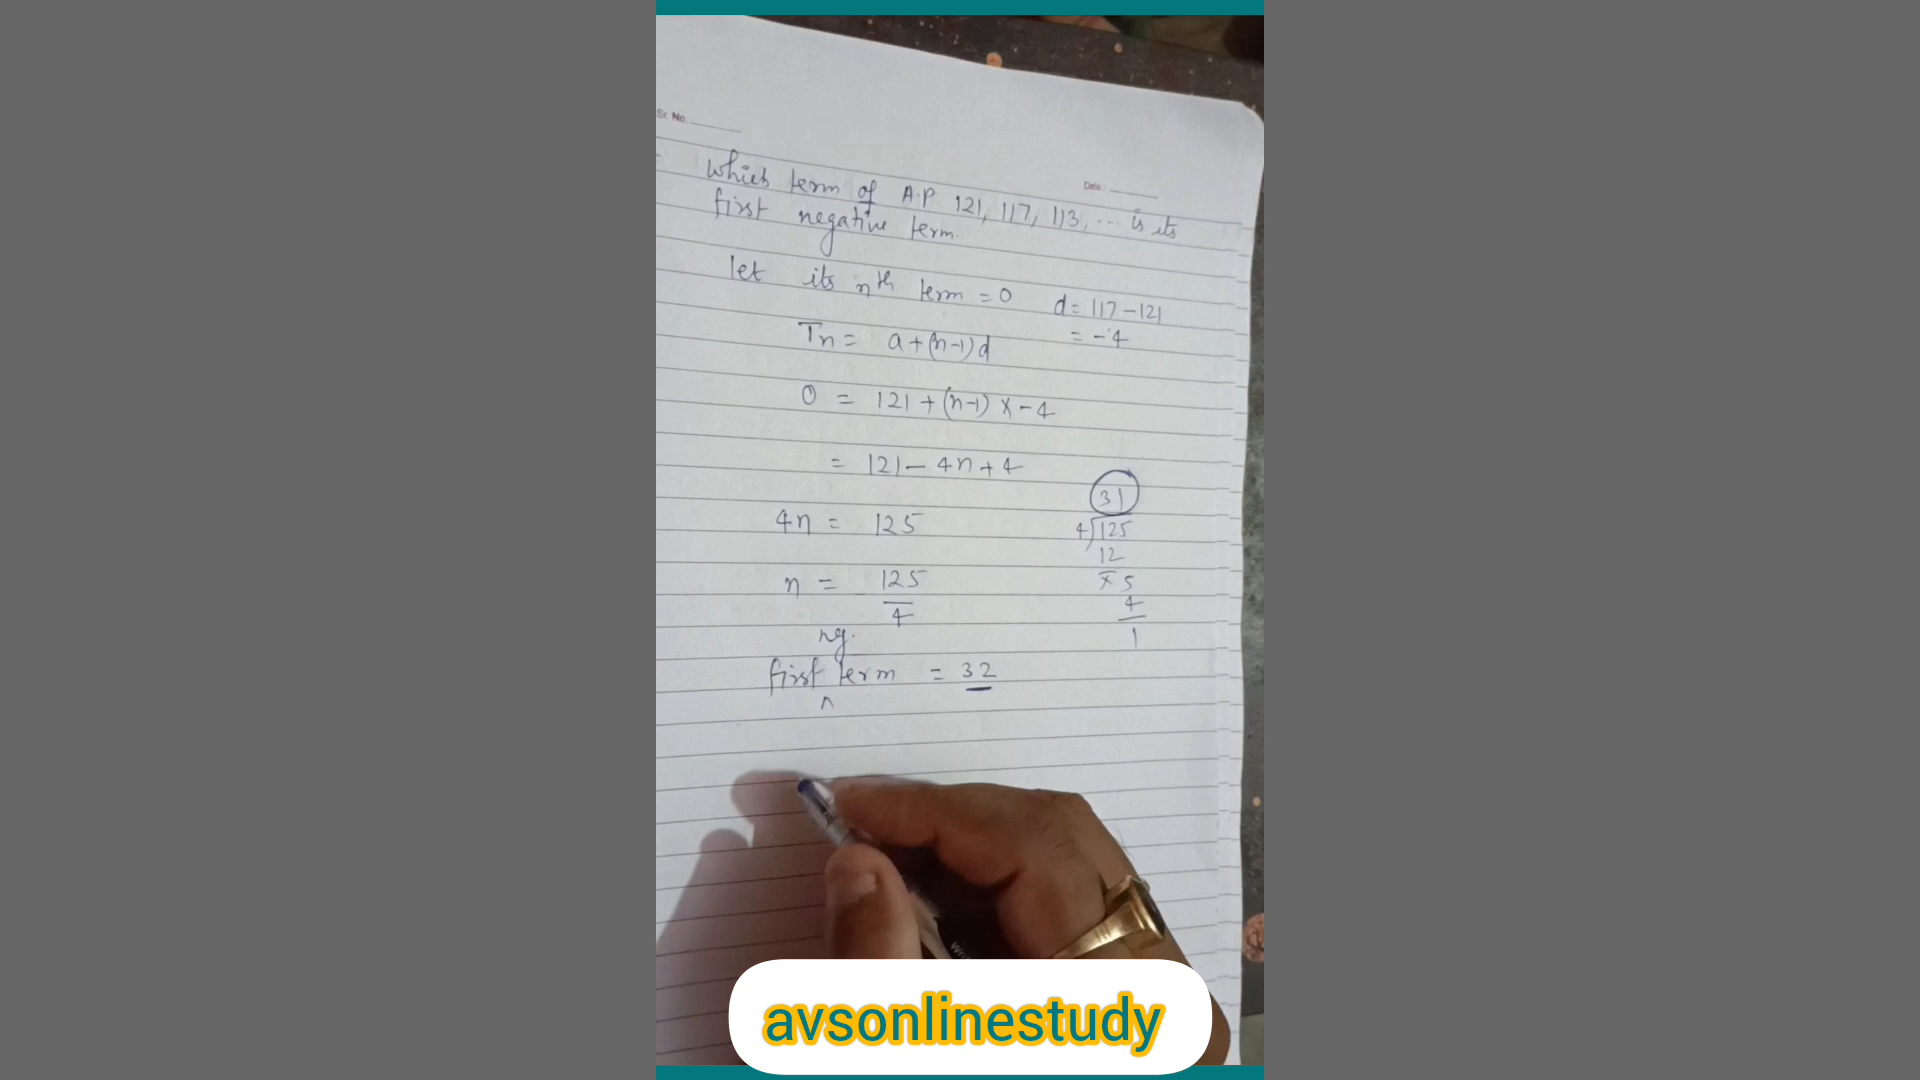 Sr. No.
Date :
which term of A.P. 121, 117, 113, ... is its
first negative term.
let its nth term = 0
d = 117 - 121
= -4
Tn = a + (n-1)d
0 = 121 + (n-1) x - 4
= 121 - 4n + 4
4n = 125
n = 125
4
31
4)125
12
x 5
4
1
ng.
first term = 32
^
avsonlinestudy